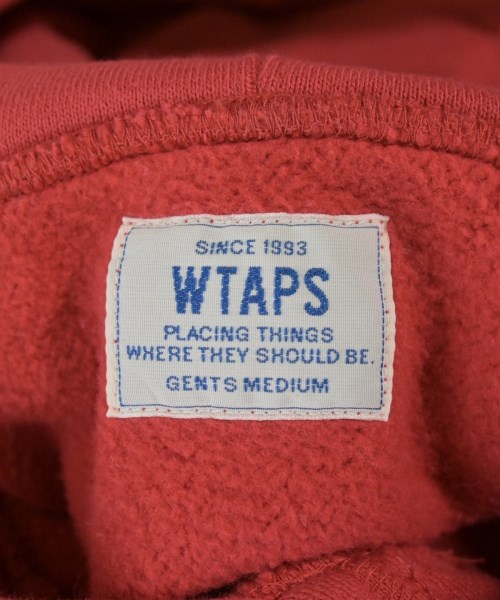 SINCE 1993
WTAPS
PLACING THINGS
WHERE THEY SHOULD BE.
GENTS MEDIUM